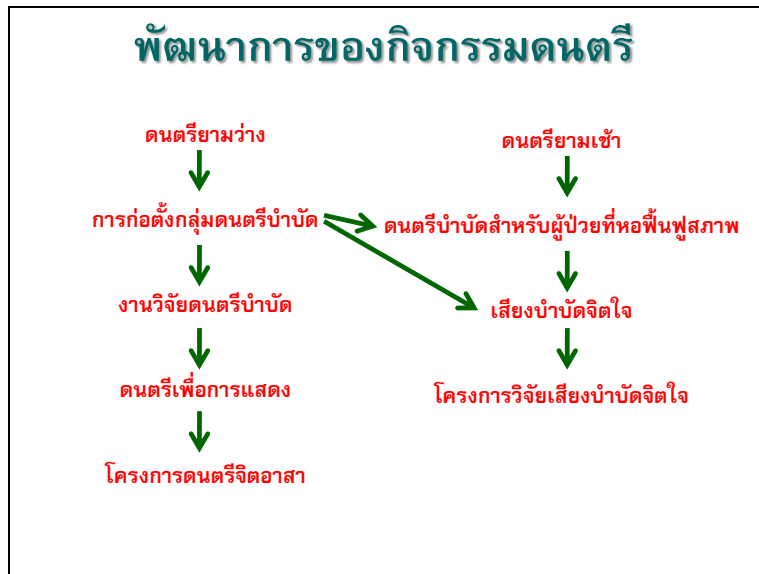 พัฒนาการของกิจกรรมดนตรี
ดนตรียามว่าง
การก่อตั้งกลุ่มดนตรีบำบัด
งานวิจัยดนตรีบำบัด
ดนตรีเพื่อการแสดง
โครงการดนตรีจิตอาสา
ดนตรียามเช้า
ดนตรีบำบัดสำหรับผู้ป่วยที่หอฟื้นฟูสภาพ
เสียงบำบัดจิตใจ
โครงการวิจัยเสียงบำบัดจิตใจ